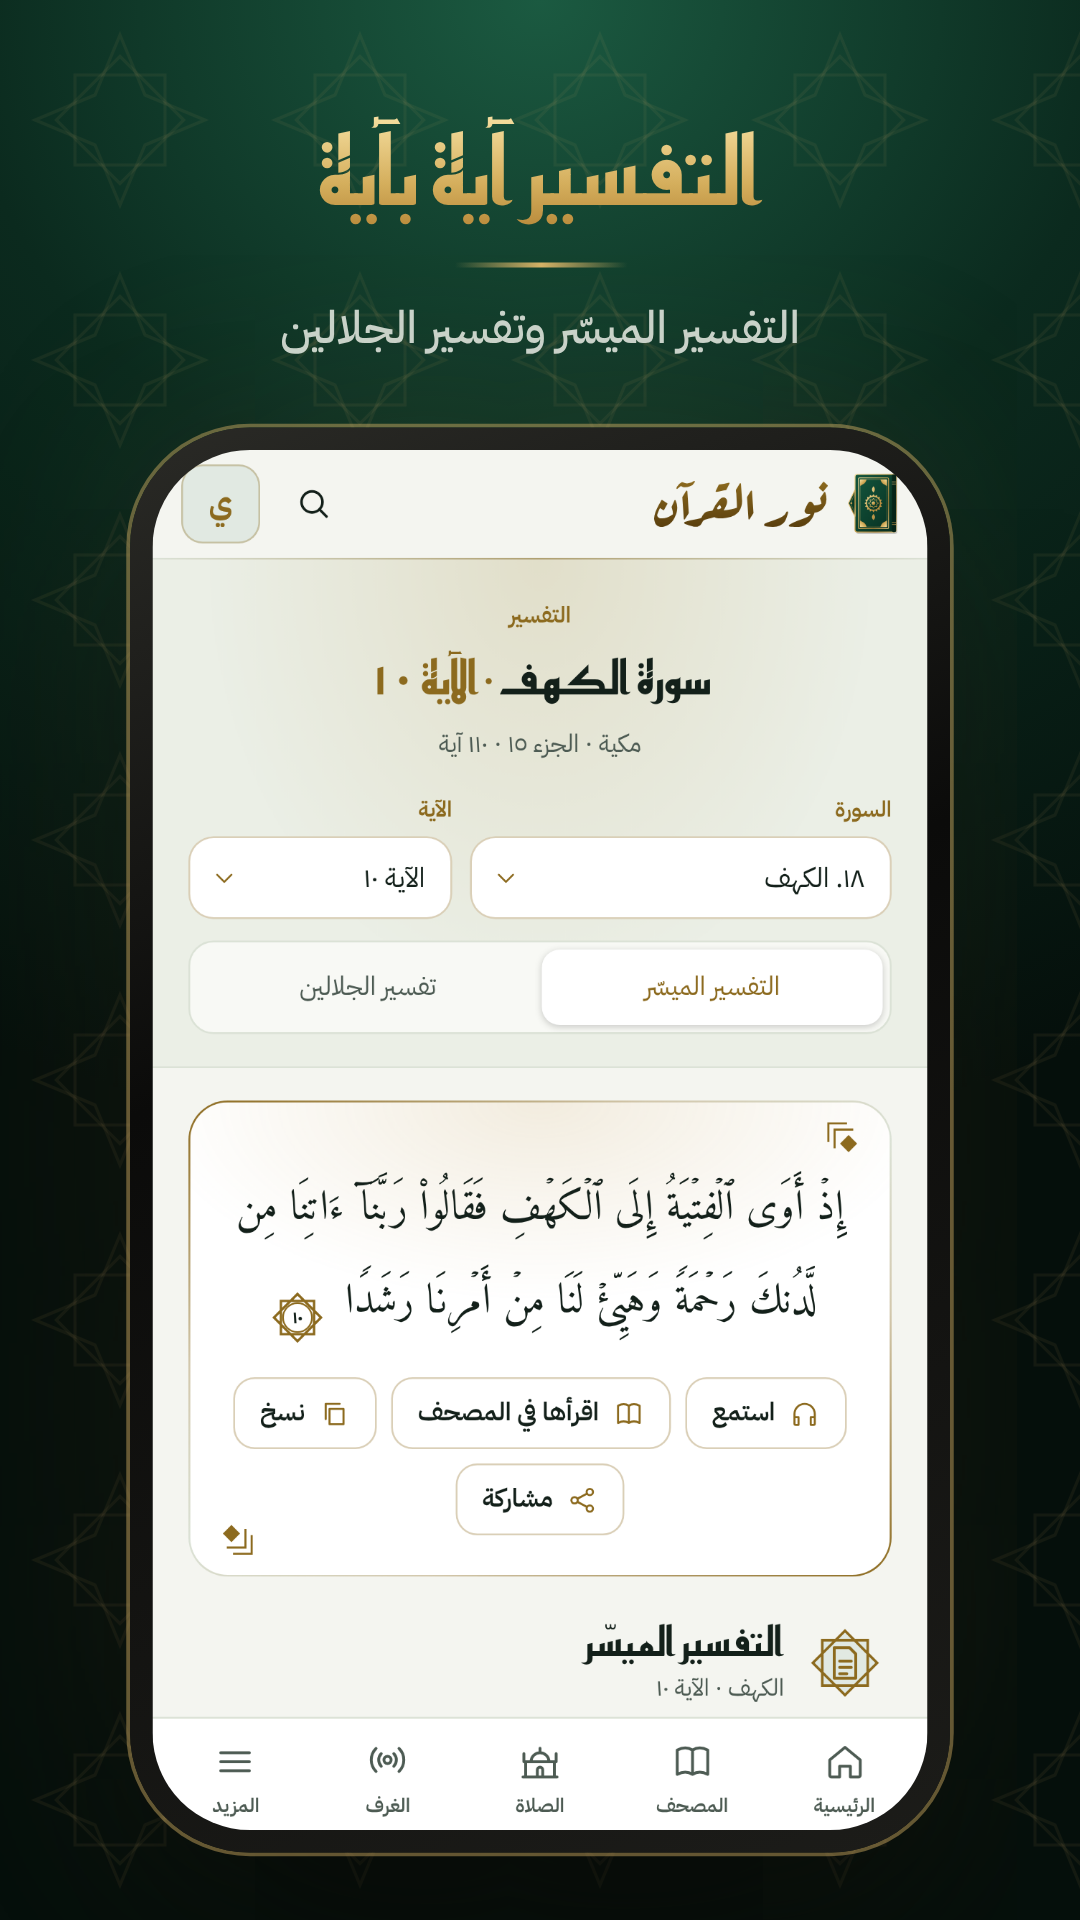 التفسير آية بآية
التفسير الميسّر وتفسير الجلالين
نور القرآن
ي
التفسير
سورة الكهف · الآية ١٠
مكية · الجزء ١٥ · ١١٠ آية
السورة
الآية
١٨. الكهف
الآية ١٠
التفسير الميسّر
تفسير الجلالين
إِذۡ أَوَى ٱلۡفِتۡيَةُ إِلَى ٱلۡكَهۡفِ فَقَالُواْ رَبَّنَآ ءَاتِنَا مِن
لَّدُنكَ رَحۡمَةٗ وَهَيِّئۡ لَنَا مِنۡ أَمۡرِنَا رَشَدٗا ١٠
استمع
اقرأها في المصحف
نسخ
مشاركة
التفسير الميسّر
الكهف · الآية ١٠
الرئيسية
المصحف
الصلاة
الغرف
المزيد